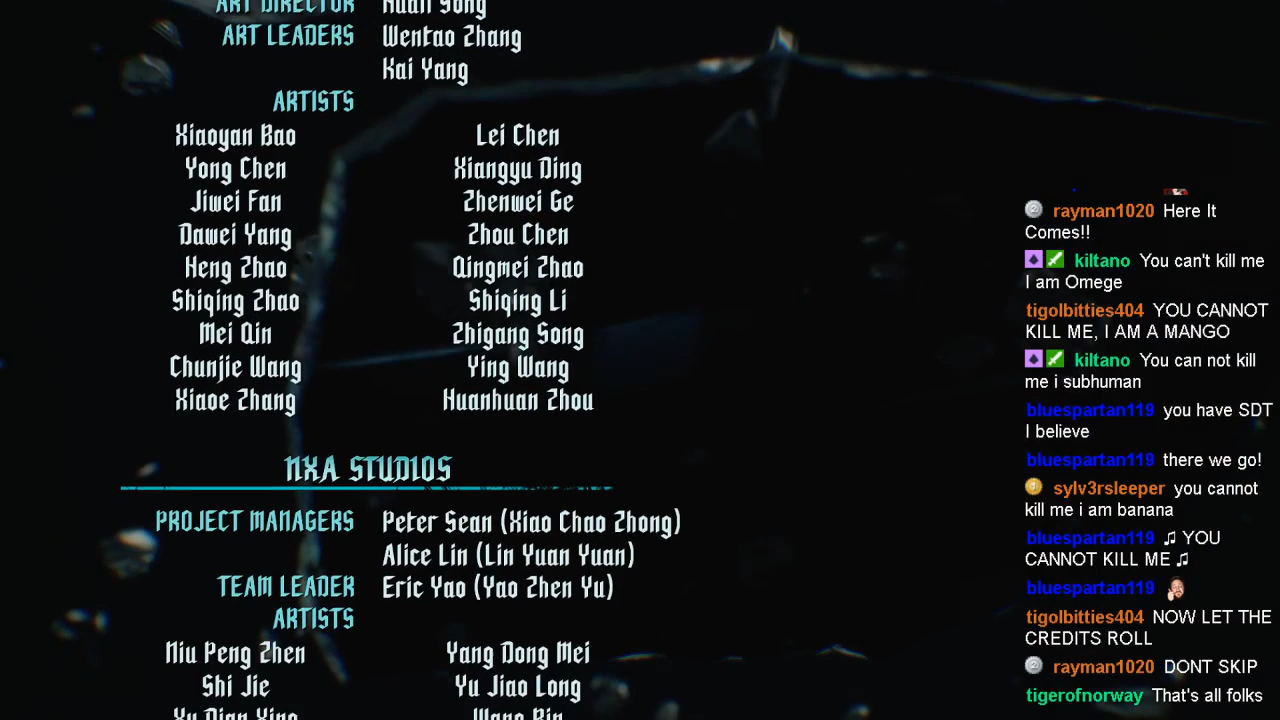 ART DIRECTOR Huan Song
ART LEADERS Wentao Zhang
Kai Yang
ARTISTS
Xiaoyan Bao Lei Chen
Yong Chen Xiangyu Ding
Jiwei Fan Zhenwei Ge
Dawei Yang Zhou Chen
Heng Zhao Qingmei Zhao
Shiqing Zhao Shiqing Li
Mei Qin Zhigang Song
Chunjie Wang Ying Wang
Xiaoe Zhang Huanhuan Zhou
NXA STUDIOS
PROJECT MANAGERS Peter Sean (Xiao Chao Zhong)
Alice Lin (Lin Yuan Yuan)
TEAM LEADER Eric Yao (Yao Zhen Yu)
ARTISTS
Niu Peng Zhen Yang Dong Mei
Shi Jie Yu Jiao Long
rayman1020 Here It
Comes!!
kiltano You can't kill me
I am Omege
tigolbitties404 YOU CANNOT
KILL ME, I AM A MANGO
kiltano You can not kill
me i subhuman
bluespartan119 you have SDT
I believe
bluespartan119 there we go!
sylv3rsleeper you cannot
kill me i am banana
bluespartan119 ♫ YOU
CANNOT KILL ME ♫
bluespartan119
tigolbitties404 NOW LET THE
CREDITS ROLL
rayman1020 DONT SKIP
tigerofnorway That's all folks